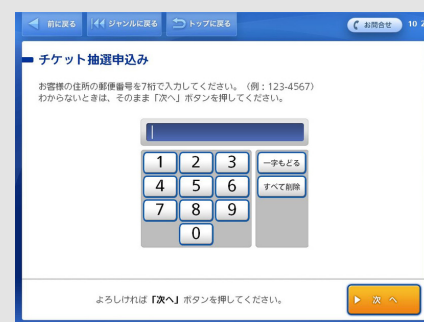 前に戻る ジャンルに戻る トップに戻る お問合せ 10
チケット抽選申込み
お客様の住所の郵便番号を7桁で入力してください。（例：123-4567）
わからないときは、そのまま「次へ」ボタンを押してください。
1 2 3 一字もどる
4 5 6 すべて削除
7 8 9
0
よろしければ「次へ」ボタンを押してください。
次 へ